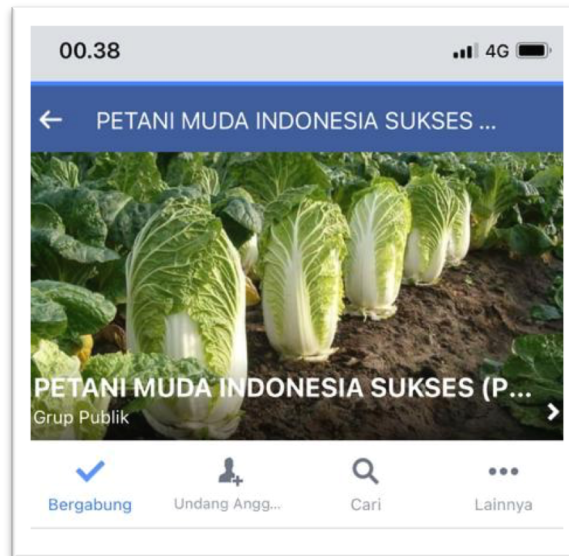 00.38 4G
PETANI MUDA INDONESIA SUKSES ...
PETANI MUDA INDONESIA SUKSES (P...
Grup Publik
Bergabung Undang Angg... Cari Lainnya